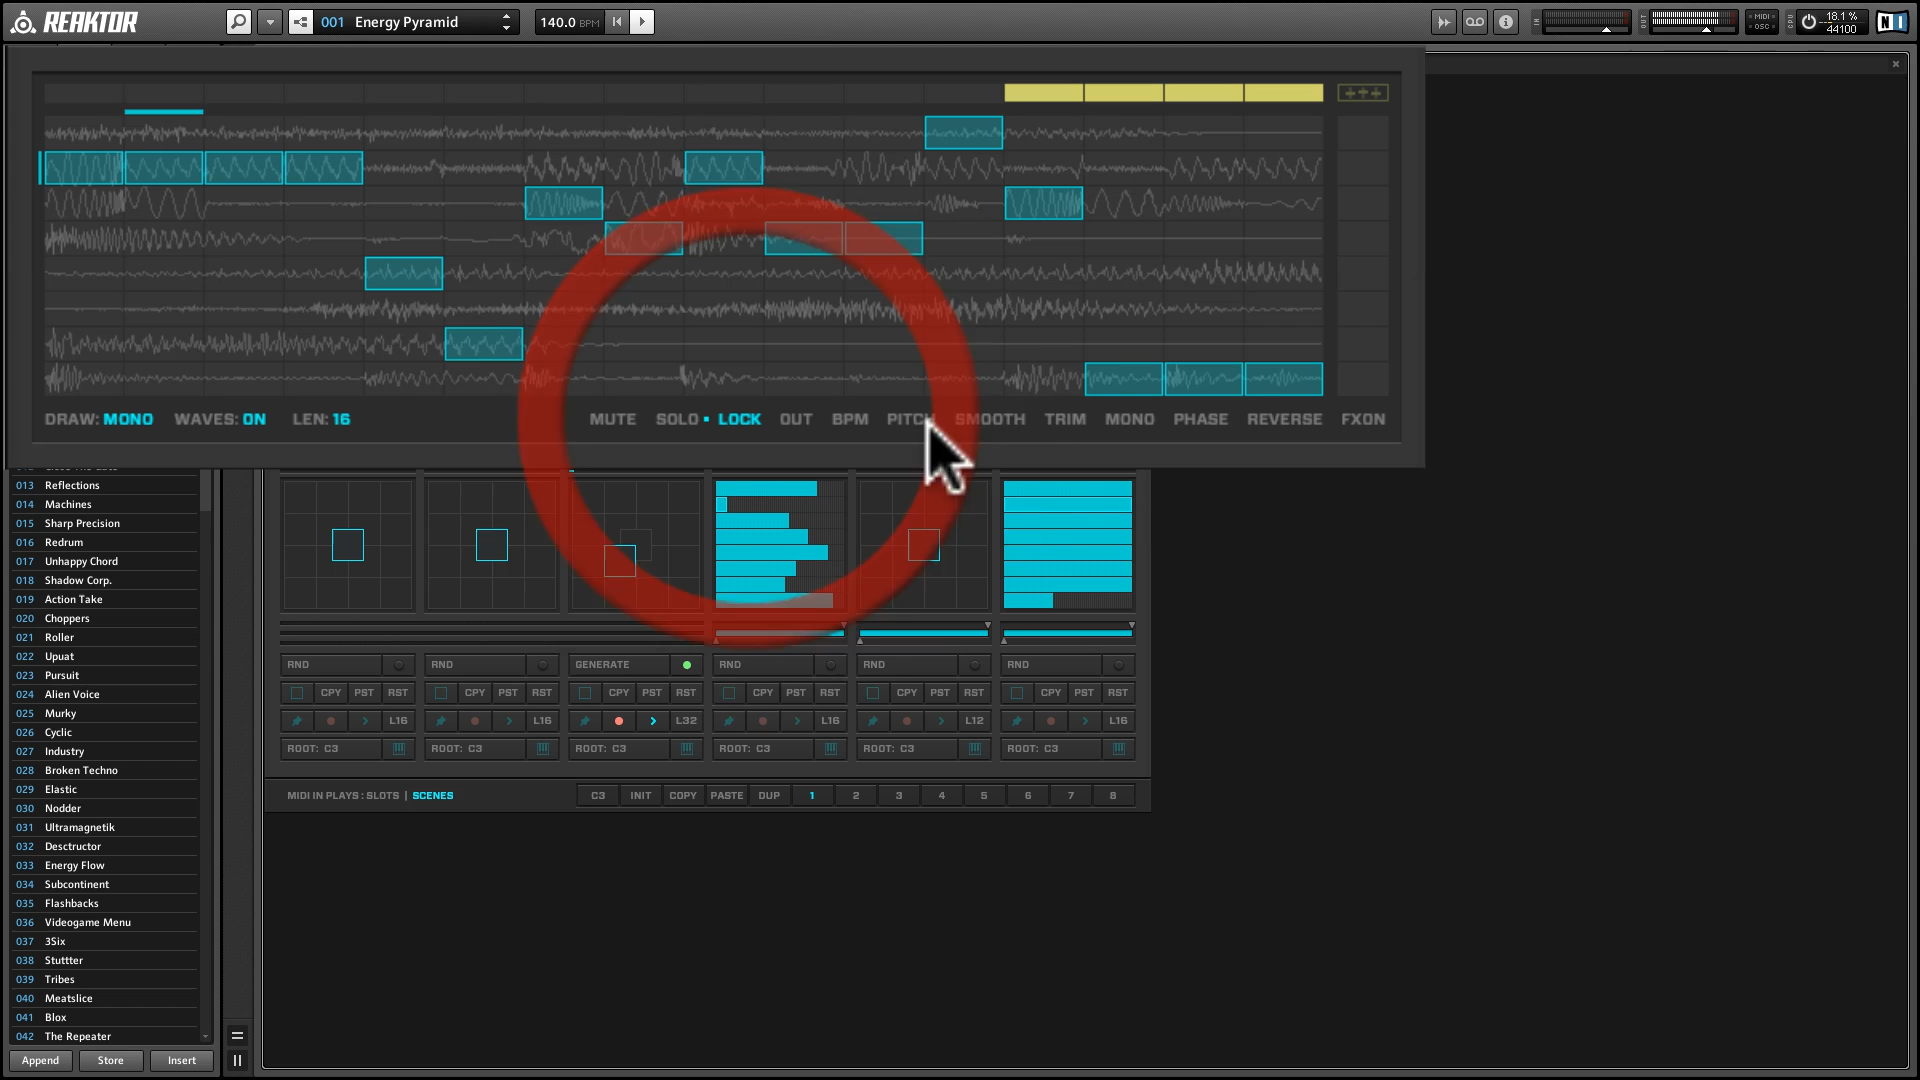 REAKTOR
001 Energy Pyramid
140.0 BPM
IN
OUT
MIDI
OSC
CPU
18.1 %
44100
NI
DRAW: MONO WAVES: ON LEN: 16
MUTE SOLO LOCK OUT BPM PITCH SMOOTH TRIM MONO PHASE REVERSE FXON
013 Reflections
014 Machines
015 Sharp Precision
016 Redrum
017 Unhappy Chord
018 Shadow Corp.
019 Action Take
020 Choppers
021 Roller
022 Upuat
023 Pursuit
024 Alien Voice
025 Murky
026 Cyclic
027 Industry
028 Broken Techno
029 Elastic
030 Nodder
031 Ultramagnetik
032 Desctructor
033 Energy Flow
034 Subcontinent
035 Flashbacks
036 Videogame Menu
037 3Six
038 Stuttter
039 Tribes
040 Meatslice
041 Blox
042 The Repeater
Append Store Insert
RND RND GENERATE RND RND RND
CPY PST RST CPY PST RST CPY PST RST CPY PST RST CPY PST RST CPY PST RST
L16 L16 L32 L16 L12 L16
ROOT: C3 ROOT: C3 ROOT: C3 ROOT: C3 ROOT: C3 ROOT: C3
MIDI IN PLAYS : SLOTS | SCENES C3 INIT COPY PASTE DUP 1 2 3 4 5 6 7 8